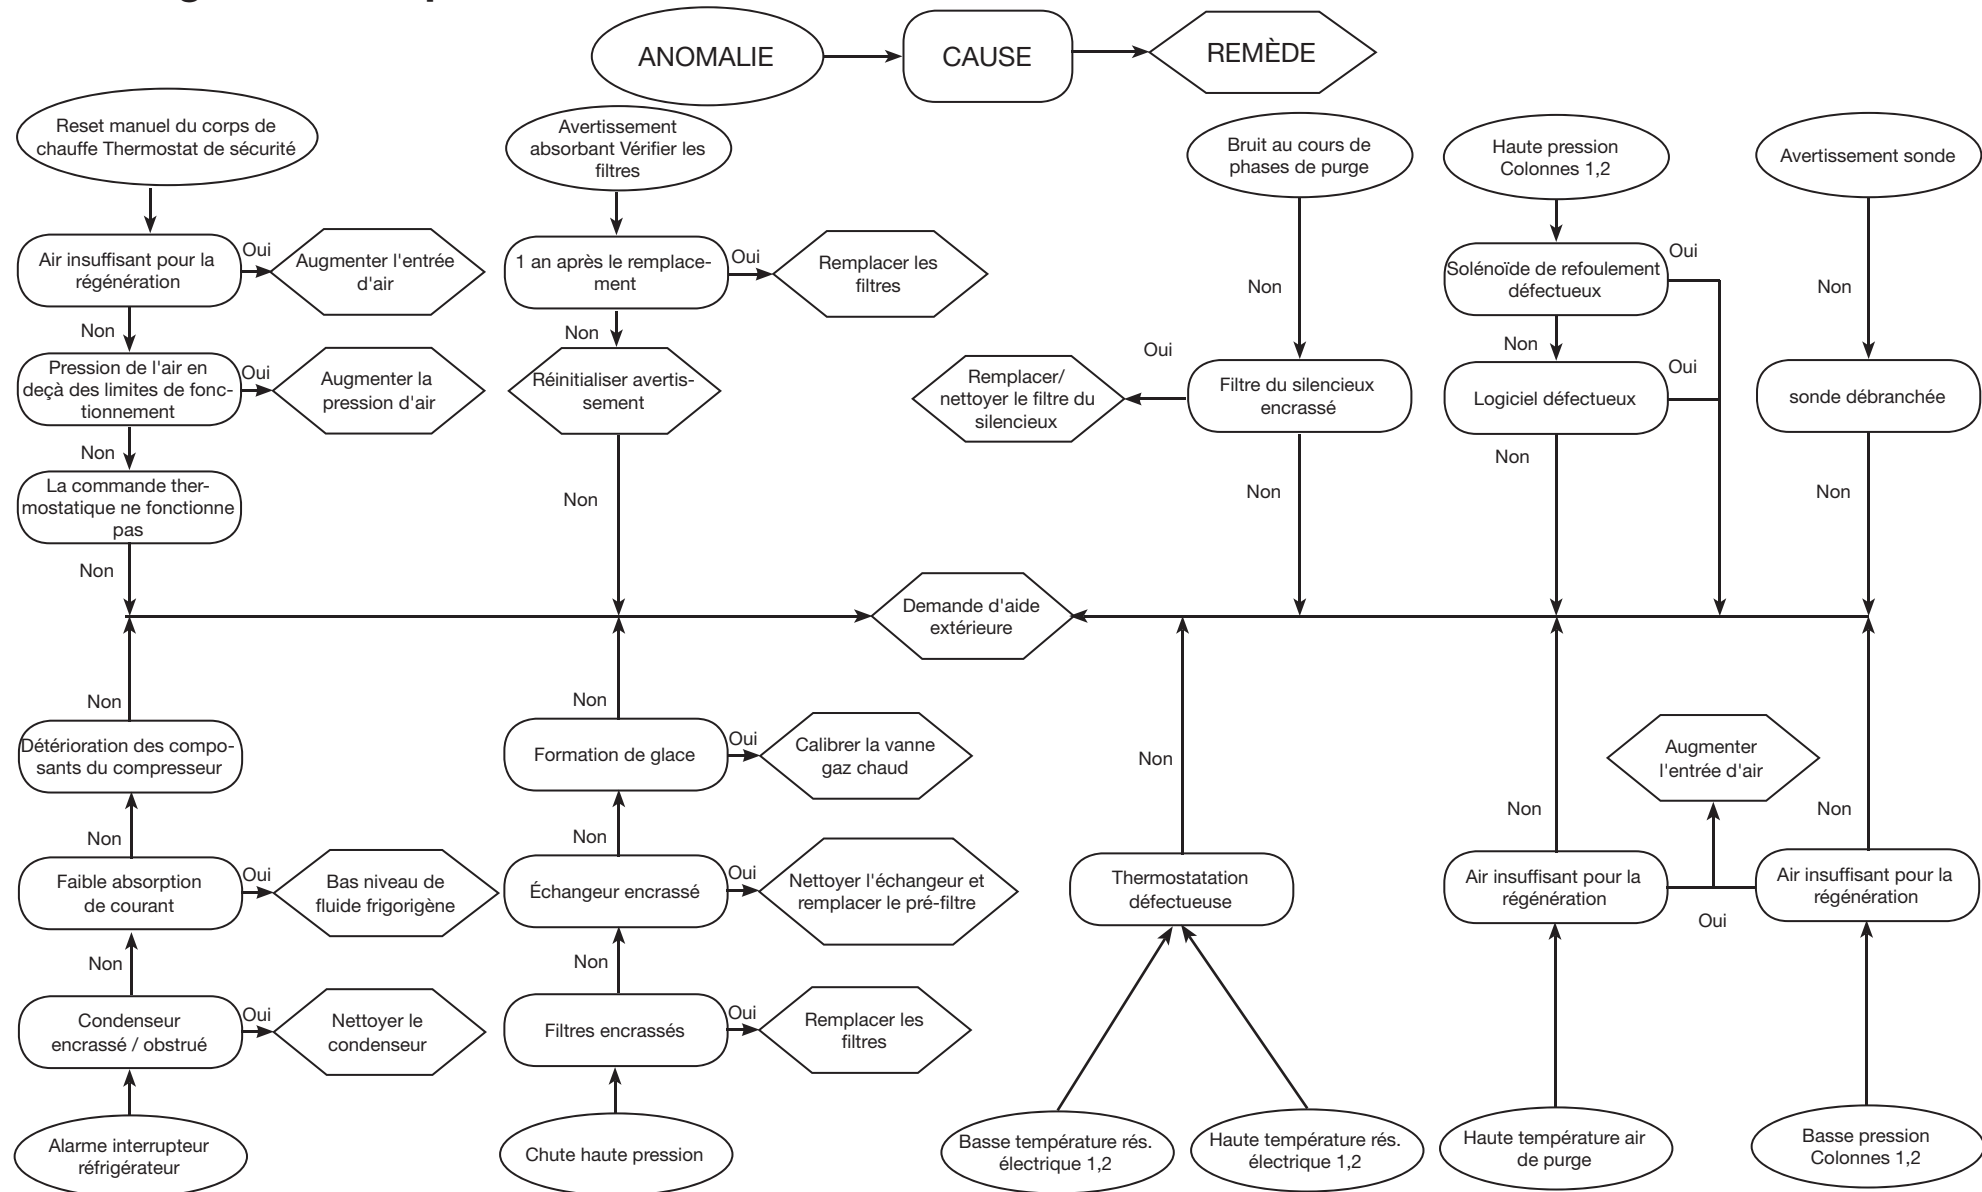 ANOMALIE
CAUSE
REMÈDE
Reset manuel du corps de
chauffe Thermostat de sécurité
Oui
Air insuffisant pour la
régénération
Augmenter l'entrée
d'air
Non
Pression de l'air en
deçà des limites de fonc-
tionnement
Oui
Augmenter la
pression d'air
Non
La commande ther-
mostatique ne fonctionne
pas
Non
Avertissement
absorbant Vérifier les
filtres
1 an après le remplace-
ment
Oui
Remplacer les
filtres
Non
Réinitialiser avertis-
sement
Non
Bruit au cours de
phases de purge
Non
Oui
Remplacer/
nettoyer le filtre du
silencieux
Filtre du silencieux
encrassé
Non
Haute pression
Colonnes 1,2
Oui
Solénoïde de refoulement
défectueux
Non
Oui
Logiciel défectueux
Non
Avertissement sonde
Non
sonde débranchée
Non
Demande d'aide
extérieure
Non
Détérioration des compo-
sants du compresseur
Non
Faible absorption
de courant
Oui
Bas niveau de
fluide frigorigène
Non
Condenseur
encrassé / obstrué
Oui
Nettoyer le
condenseur
Alarme interrupteur
réfrigérateur
Non
Formation de glace
Oui
Calibrer la vanne
gaz chaud
Non
Échangeur encrassé
Oui
Nettoyer l'échangeur et
remplacer le pré-filtre
Non
Filtres encrassés
Oui
Remplacer les
filtres
Chute haute pression
Non
Thermostatation
défectueuse
Basse température rés.
électrique 1,2
Haute température rés.
électrique 1,2
Non
Air insuffisant pour la
régénération
Haute température air
de purge
Augmenter
l'entrée d'air
Oui
Non
Air insuffisant pour la
régénération
Basse pression
Colonnes 1,2